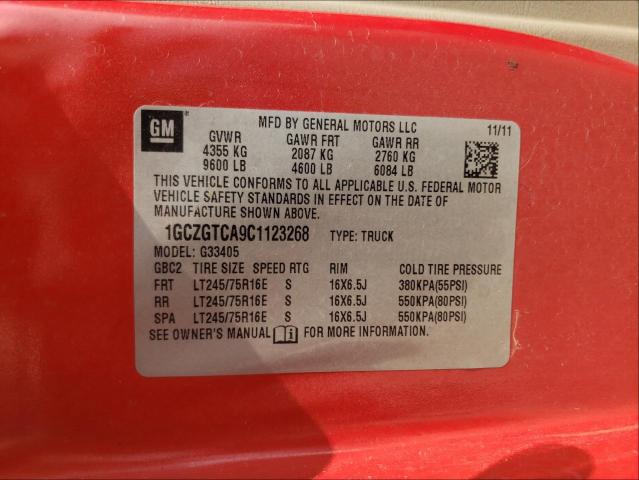 GM
MFD BY GENERAL MOTORS LLC 11/11
GVWR GAWR FRT GAWR RR
4355 KG 2087 KG 2760 KG
9600 LB 4600 LB 6084 LB
THIS VEHICLE CONFORMS TO ALL APPLICABLE U.S. FEDERAL MOTOR
VEHICLE SAFETY STANDARDS IN EFFECT ON THE DATE OF
MANUFACTURE SHOWN ABOVE.
1GCZGTCA9C1123268 TYPE: TRUCK
MODEL: G33405
GBC2 TIRE SIZE SPEED RTG RIM COLD TIRE PRESSURE
FRT LT245/75R16E S 16X6.5J 380KPA(55PSI)
RR LT245/75R16E S 16X6.5J 550KPA(80PSI)
SPA LT245/75R16E S 16X6.5J 550KPA(80PSI)
SEE OWNER'S MANUAL FOR MORE INFORMATION.